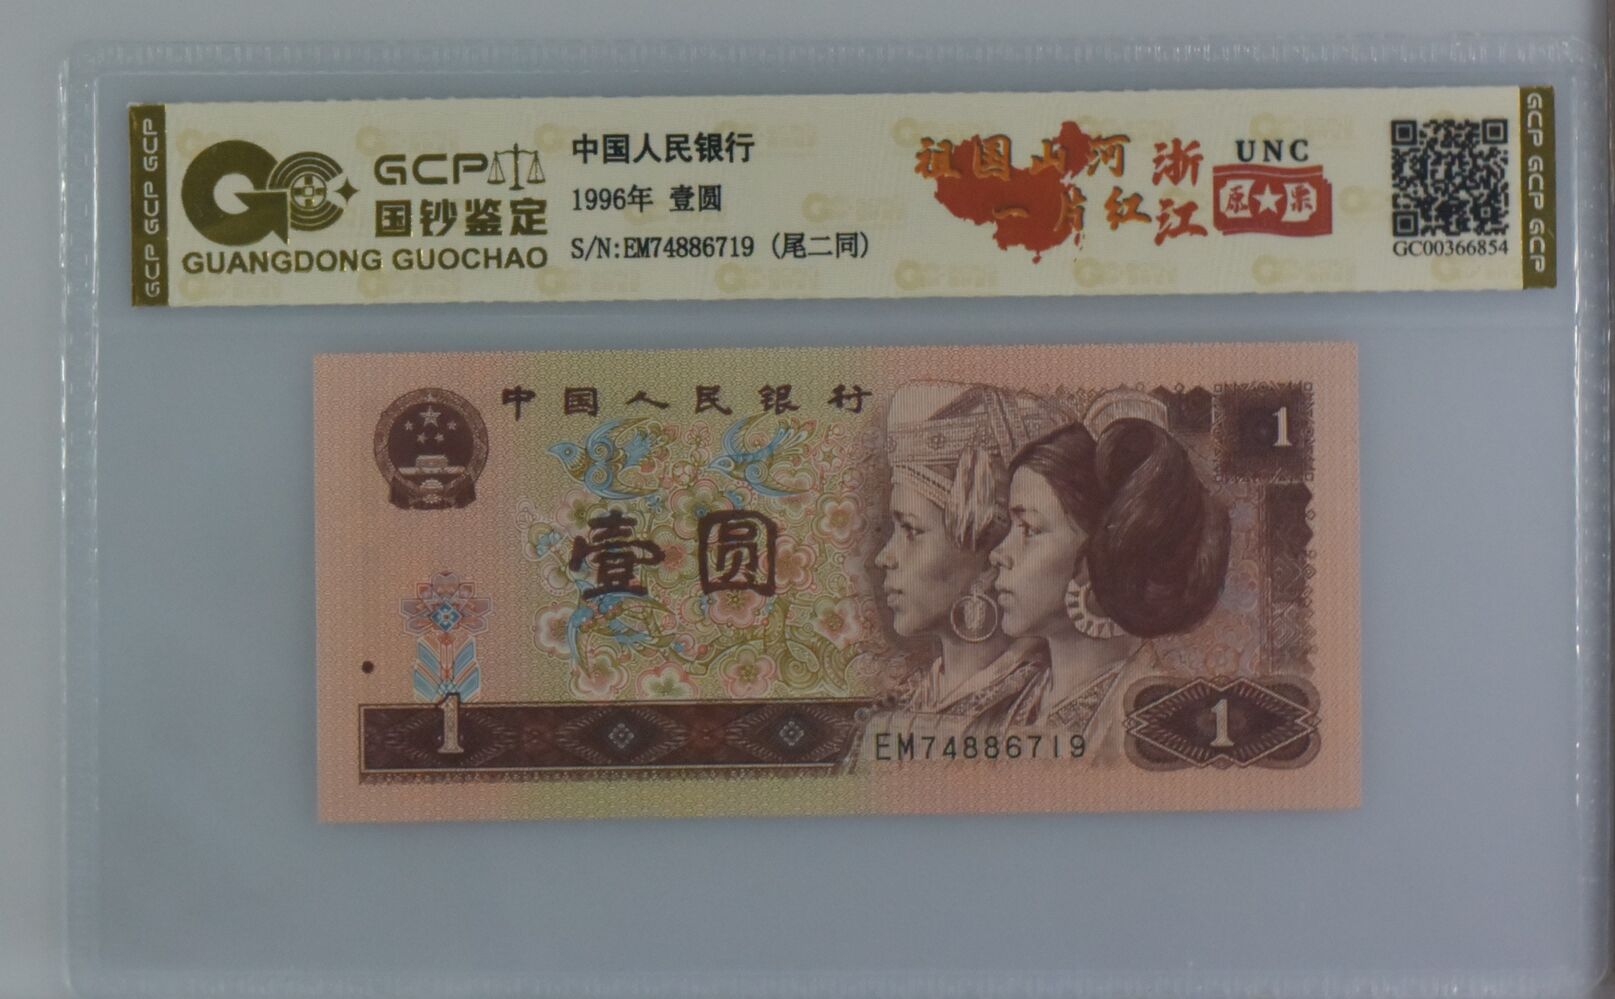 GCP GCP GCP
GCP
国钞鉴定
GUANGDONG GUOCHAO
中国人民银行
1996年 壹圆
S/N:EM74886719 (尾二同)
祖国山河
一片红
浙江
UNC
原★票
GC00366854
GCP GCP GCP
中国人民银行
1
壹圆
1
EM74886719
1